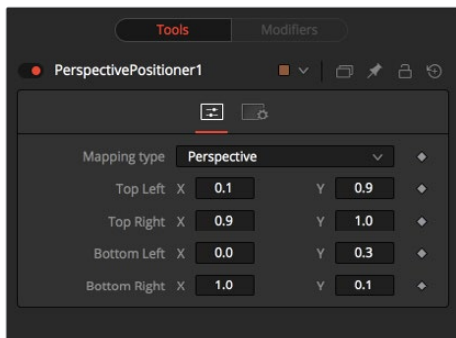 Tools Modifiers
PerspectivePositioner1
Mapping type Perspective
Top Left X 0.1 Y 0.9
Top Right X 0.9 Y 1.0
Bottom Left X 0.0 Y 0.3
Bottom Right X 1.0 Y 0.1